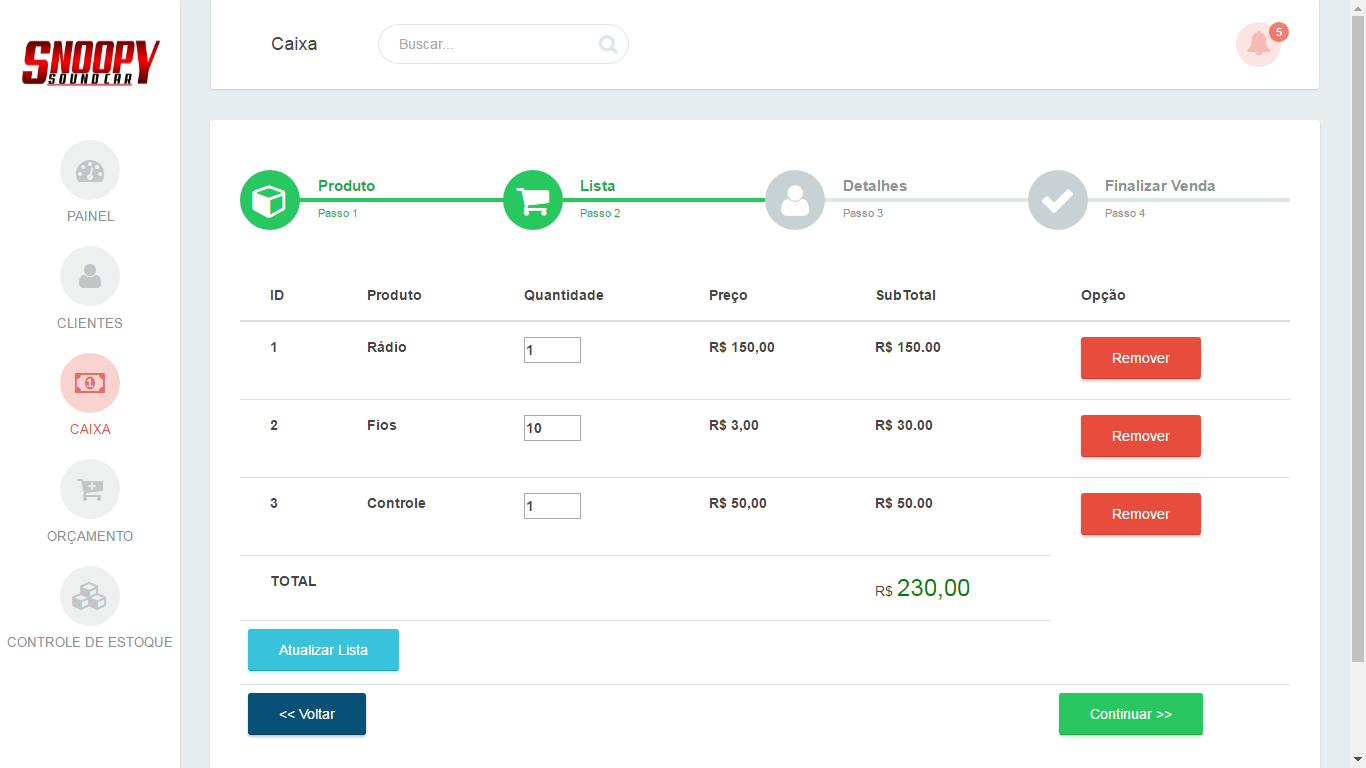 SNOOPY
SOUND CAR
PAINEL
CLIENTES
CAIXA
ORÇAMENTO
CONTROLE DE ESTOQUE
Caixa
Buscar...
5
Produto
Passo 1
Lista
Passo 2
Detalhes
Passo 3
Finalizar Venda
Passo 4
ID Produto Quantidade Preço SubTotal Opção
1 Rádio 1 R$ 150,00 R$ 150.00 Remover
2 Fios 10 R$ 3,00 R$ 30.00 Remover
3 Controle 1 R$ 50,00 R$ 50.00 Remover
TOTAL R$ 230,00
Atualizar Lista
<< Voltar Continuar >>